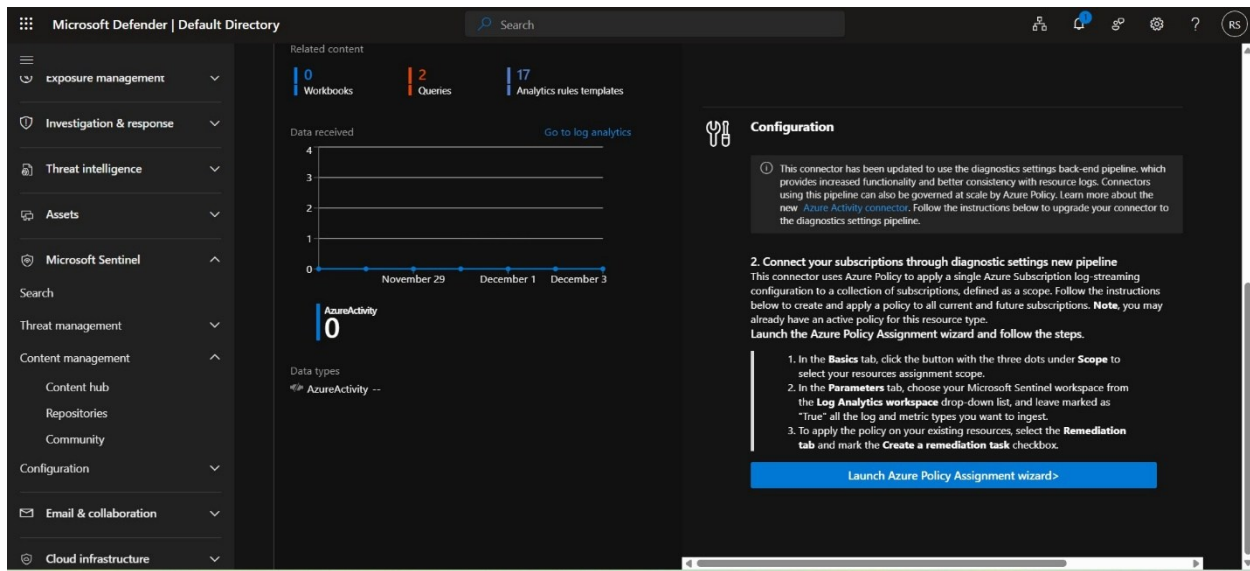 Microsoft Defender | Default Directory
Search
1
?
RS
Exposure management
Investigation & response
Threat intelligence
Assets
Microsoft Sentinel
Search
Threat management
Content management
Content hub
Repositories
Community
Configuration
Email & collaboration
Cloud infrastructure
Related content
0
Workbooks
2
Queries
17
Analytics rules templates
Data received
Go to log analytics
4
3
2
1
0
November 29 December 1 December 3
AzureActivity
0
Data types
AzureActivity --
Configuration
This connector has been updated to use the diagnostics settings back-end pipeline. which
provides increased functionality and better consistency with resource logs. Connectors
using this pipeline can also be governed at scale by Azure Policy. Learn more about the
new Azure Activity connector. Follow the instructions below to upgrade your connector to
the diagnostics settings pipeline.
2. Connect your subscriptions through diagnostic settings new pipeline
This connector uses Azure Policy to apply a single Azure Subscription log-streaming
configuration to a collection of subscriptions, defined as a scope. Follow the instructions
below to create and apply a policy to all current and future subscriptions. Note, you may
already have an active policy for this resource type.
Launch the Azure Policy Assignment wizard and follow the steps.
1. In the Basics tab, click the button with the three dots under Scope to
select your resources assignment scope.
2. In the Parameters tab, choose your Microsoft Sentinel workspace from
the Log Analytics workspace drop-down list, and leave marked as
"True" all the log and metric types you want to ingest.
3. To apply the policy on your existing resources, select the Remediation
tab and mark the Create a remediation task checkbox.
Launch Azure Policy Assignment wizard>